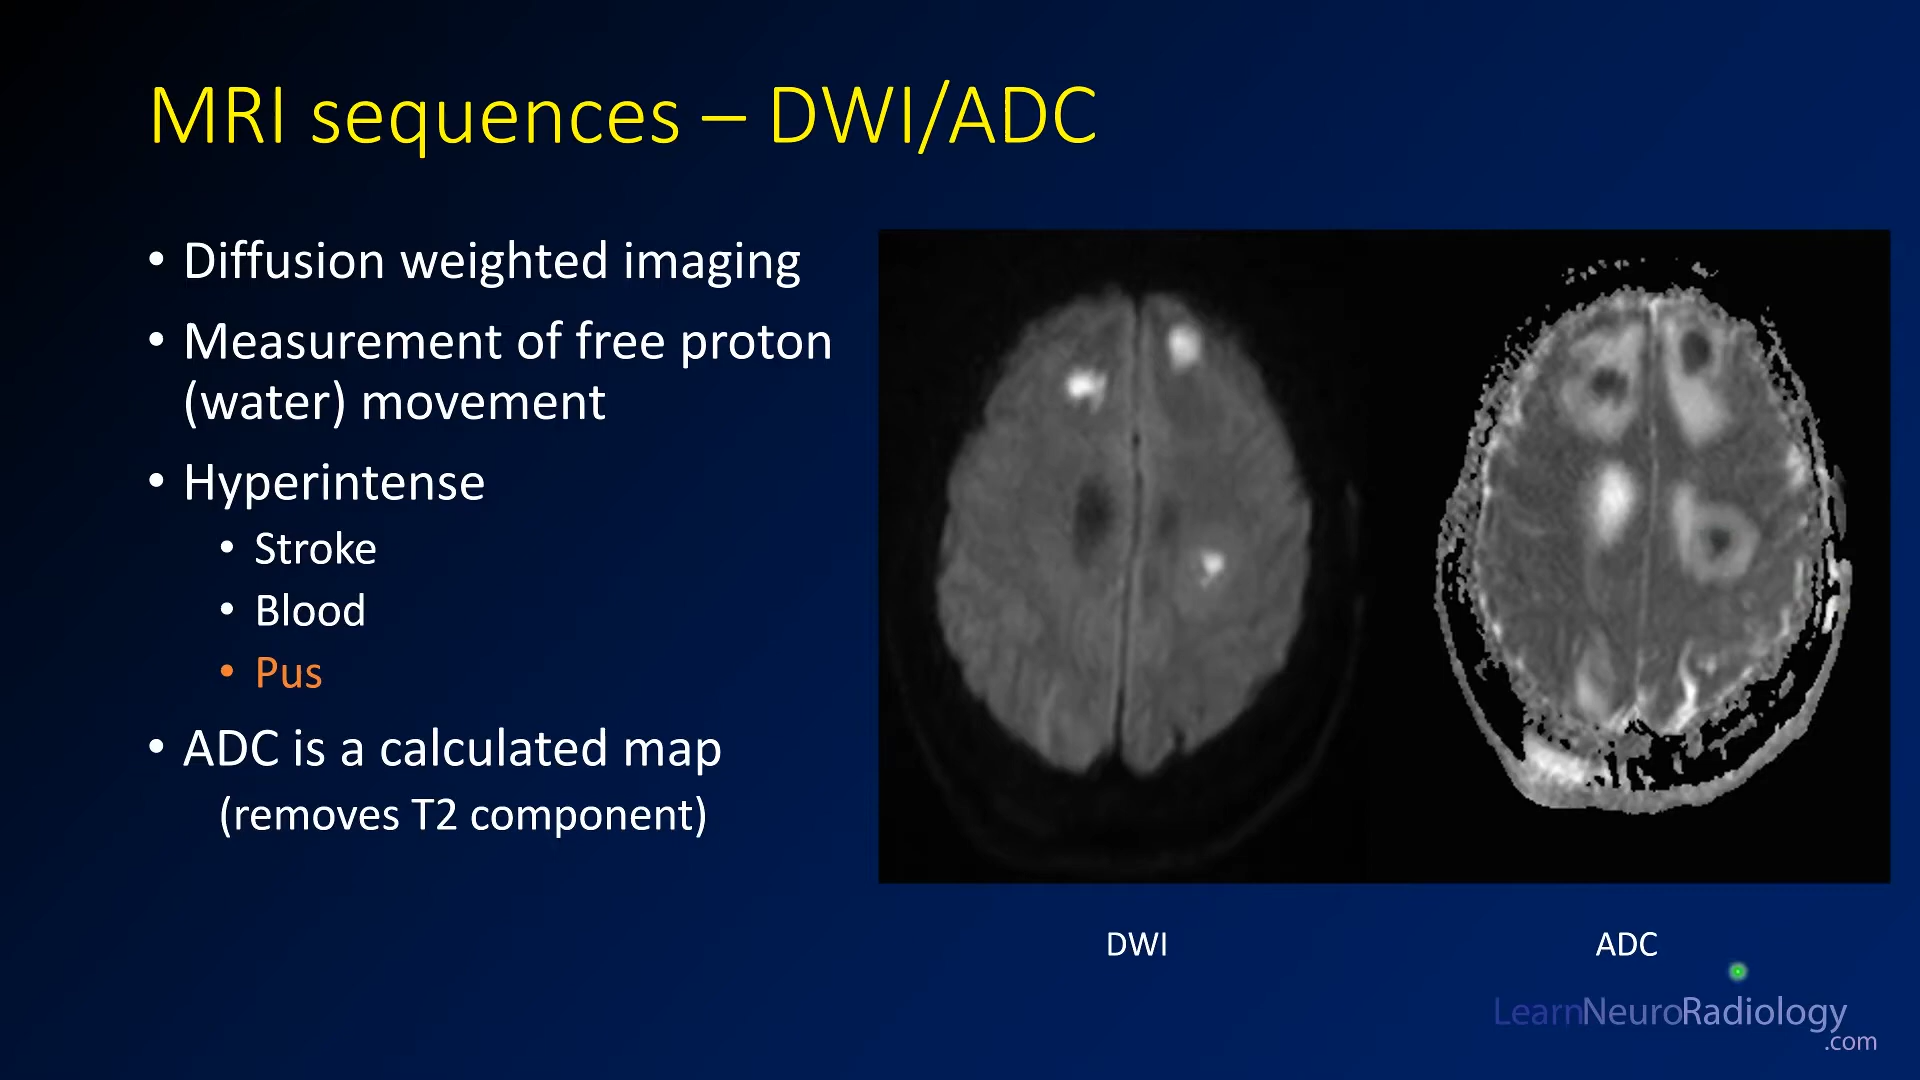 MRI sequences – DWI/ADC
• Diffusion weighted imaging
• Measurement of free proton
(water) movement
• Hyperintense
• Stroke
• Blood
• Pus
• ADC is a calculated map
(removes T2 component)
DWI
ADC
LearnNeuroRadiology
.com